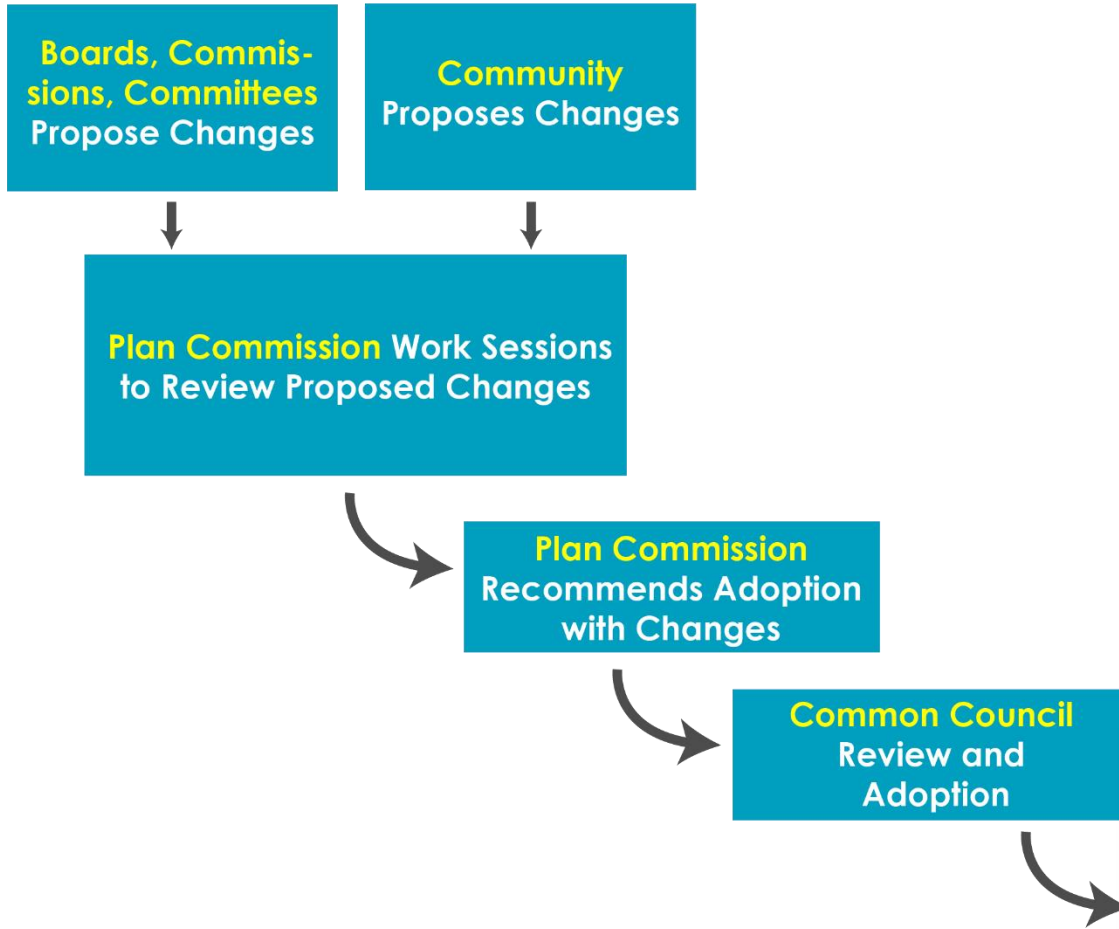 Boards, Commis-
sions, Committees
Propose Changes
Community
Proposes Changes
Plan Commission Work Sessions
to Review Proposed Changes
Plan Commission
Recommends Adoption
with Changes
Common Council
Review and
Adoption